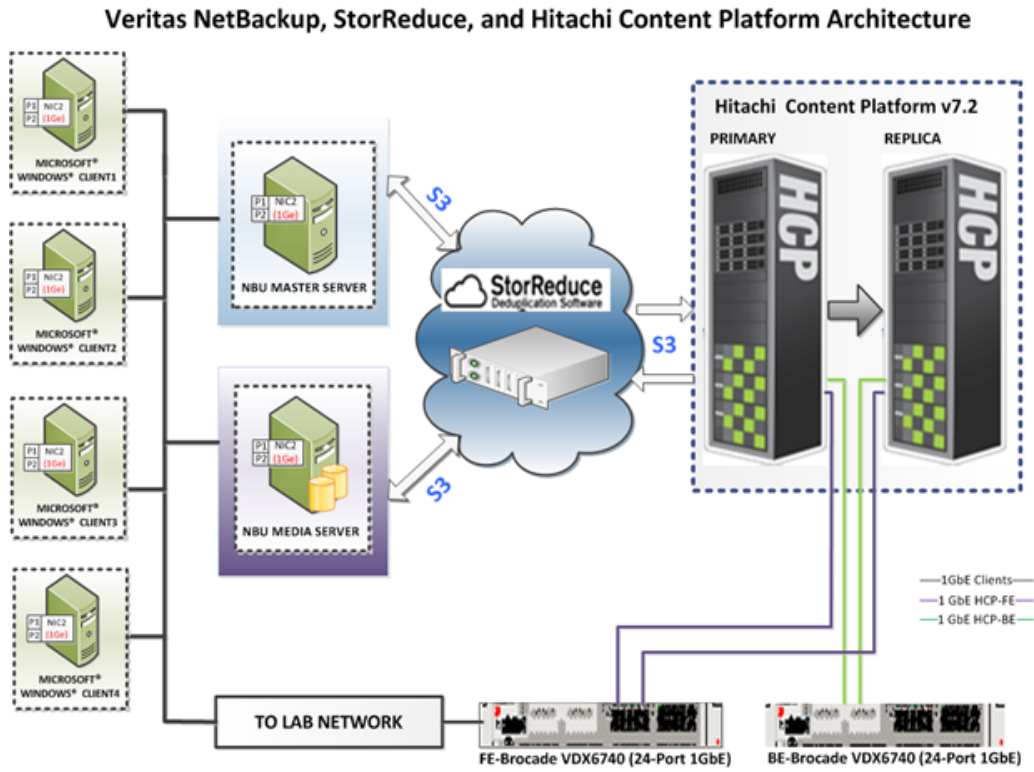 Veritas NetBackup, StorReduce, and Hitachi Content Platform Architecture
P1 NIC2
P2 (1Ge)
MICROSOFT®
WINDOWS® CLIENT1
P1 NIC2
P2 (1Ge)
MICROSOFT®
WINDOWS® CLIENT2
P1 NIC2
P2 (1Ge)
MICROSOFT®
WINDOWS® CLIENT3
P1 NIC2
P2 (1Ge)
MICROSOFT®
WINDOWS® CLIENT4
P1 NIC2
P2 (1Ge)
NBU MASTER SERVER
P1 NIC2
P2 (1Ge)
NBU MEDIA SERVER
S3
S3
StorReduce
Deduplication Software
S3
Hitachi Content Platform v7.2
PRIMARY
REPLICA
HCP
HCP
1GbE Clients
1 GbE HCP-FE
1 GbE HCP-BE
TO LAB NETWORK
FE-Brocade VDX6740 (24-Port 1GbE)
BE-Brocade VDX6740 (24-Port 1GbE)